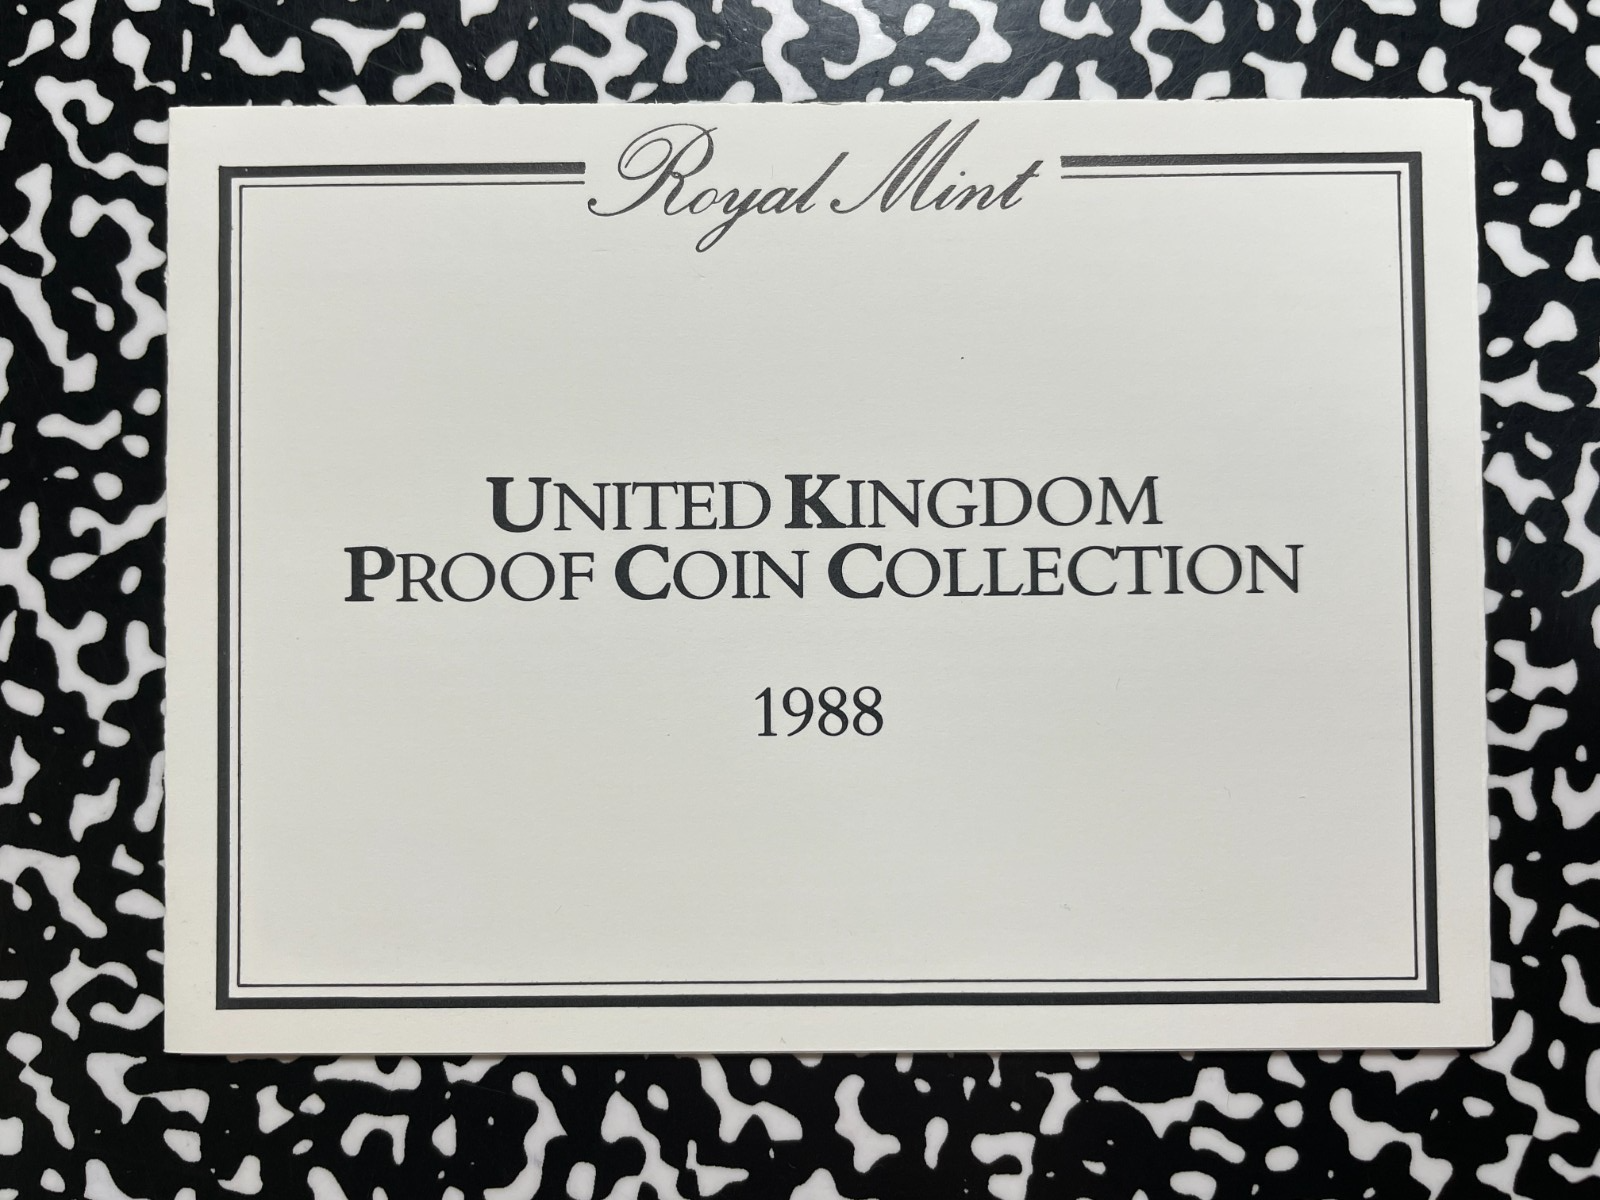 Royal Mint
UNITED KINGDOM
PROOF COIN COLLECTION
1988